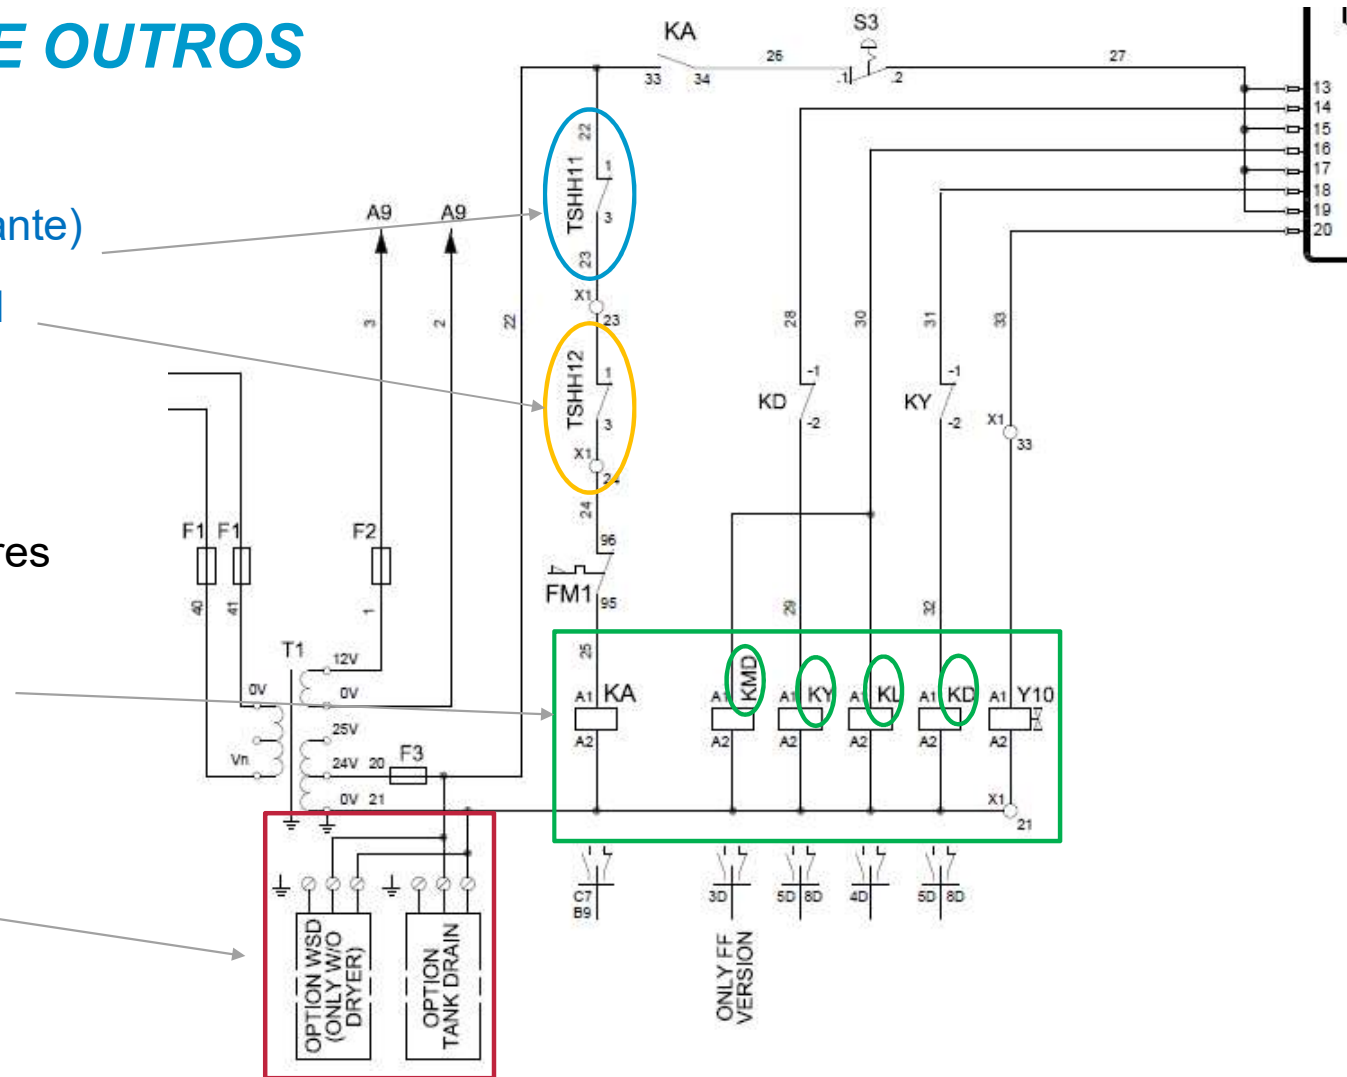 E OUTROS
KA
33
34
26
S3
.1
.2
27
13
14
15
16
17
18
19
20
22
1
TSHH11
3
23
X1
23
ante)
A9
A9
3
2
22
TSHH12
1
3
X1
24
24
28
30
31
33
KD
-1
-2
KY
-1
-2
X1
33
F1
F1
F2
res
40
41
1
96
FM1
95
29
32
T1
12V
0V
0V
25V
Vn
24V
20
F3
0V
21
25
A1
KA
A2
A1
KMD
A2
A1
KY
A2
A1
KL
A2
A1
KD
A2
A1
Y10
A2
X1
21
C7
B9
3D
5D
8D
4D
5D
8D
OPTION WSD
(ONLY W/O
DRYER)
OPTION
TANK DRAIN
ONLY FF
VERSION